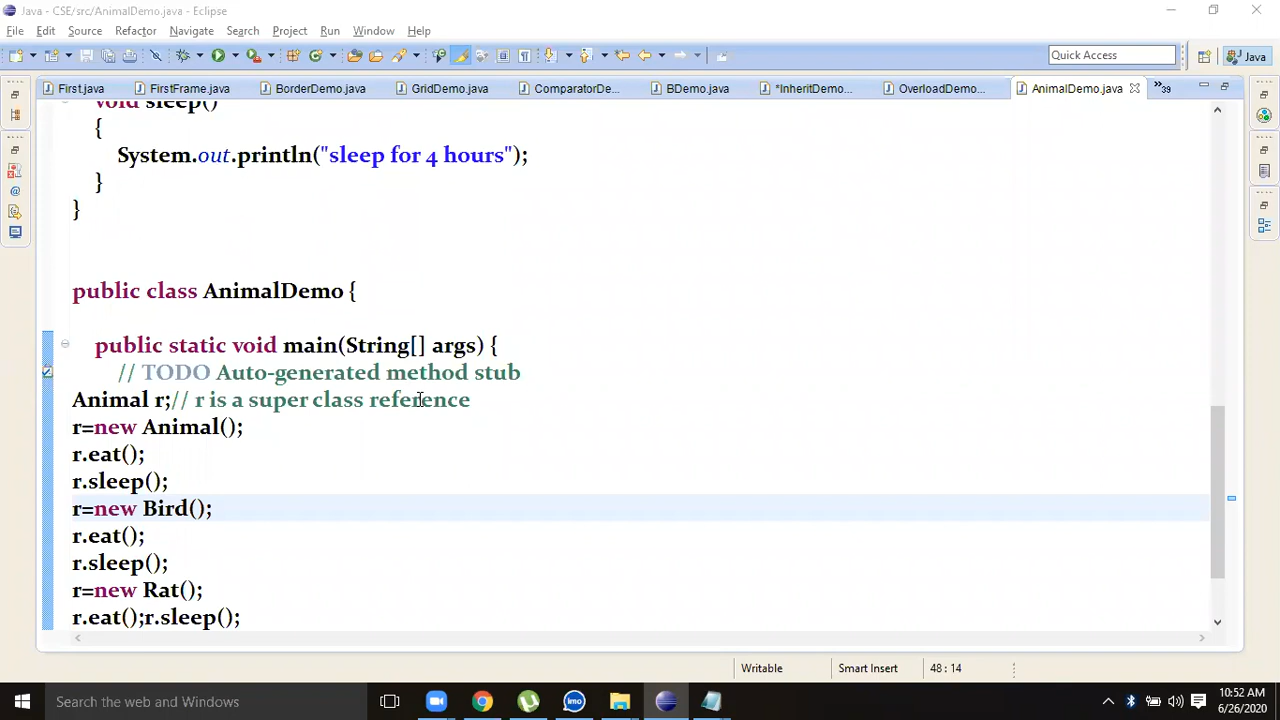 Java - CSE/src/AnimalDemo.java - Eclipse
File Edit Source Refactor Navigate Search Project Run Window Help
Quick Access
Java
First.java FirstFrame.java BorderDemo.java GridDemo.java ComparatorDe... BDemo.java *InheritDemo... OverloadDemo... AnimalDemo.java »39
void sleep()
{
System.out.println("sleep for 4 hours");
}
}
public class AnimalDemo {
public static void main(String[] args) {
// TODO Auto-generated method stub
Animal r;// r is a super class reference
r=new Animal();
r.eat();
r.sleep();
r=new Bird();
r.eat();
r.sleep();
r=new Rat();
r.eat();r.sleep();
Writable Smart Insert 48 : 14
Search the web and Windows
imo
10:52 AM
6/26/2020